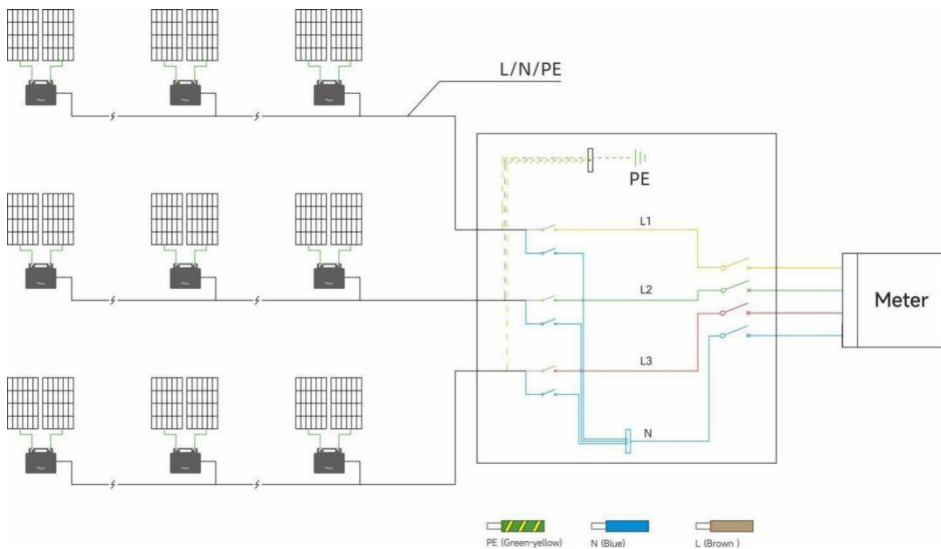 L/N/PE
PE
L1
L2
L3
N
Meter
PE (Green-yellow)
N (Blue)
L (Brown )